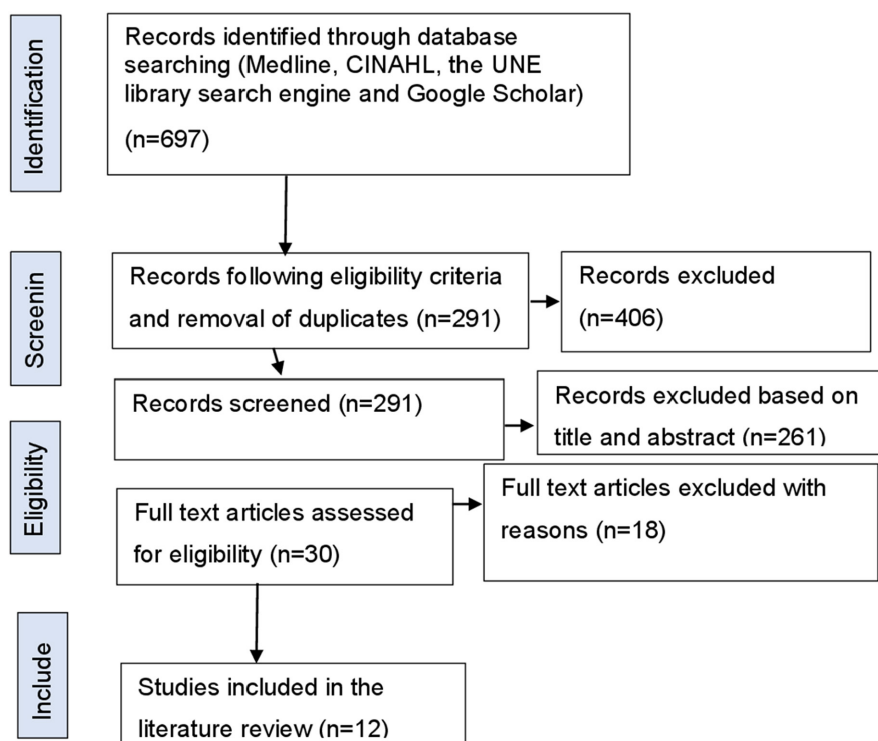 Identification
Records identified through database
searching (Medline, CINAHL, the UNE
library search engine and Google Scholar)
(n=697)
Screenin
Records following eligibility criteria
and removal of duplicates (n=291)
Records excluded
(n=406)
Records screened (n=291)
Records excluded based on
title and abstract (n=261)
Eligibility
Full text articles assessed
for eligibility (n=30)
Full text articles excluded with
reasons (n=18)
Include
Studies included in the
literature review (n=12)